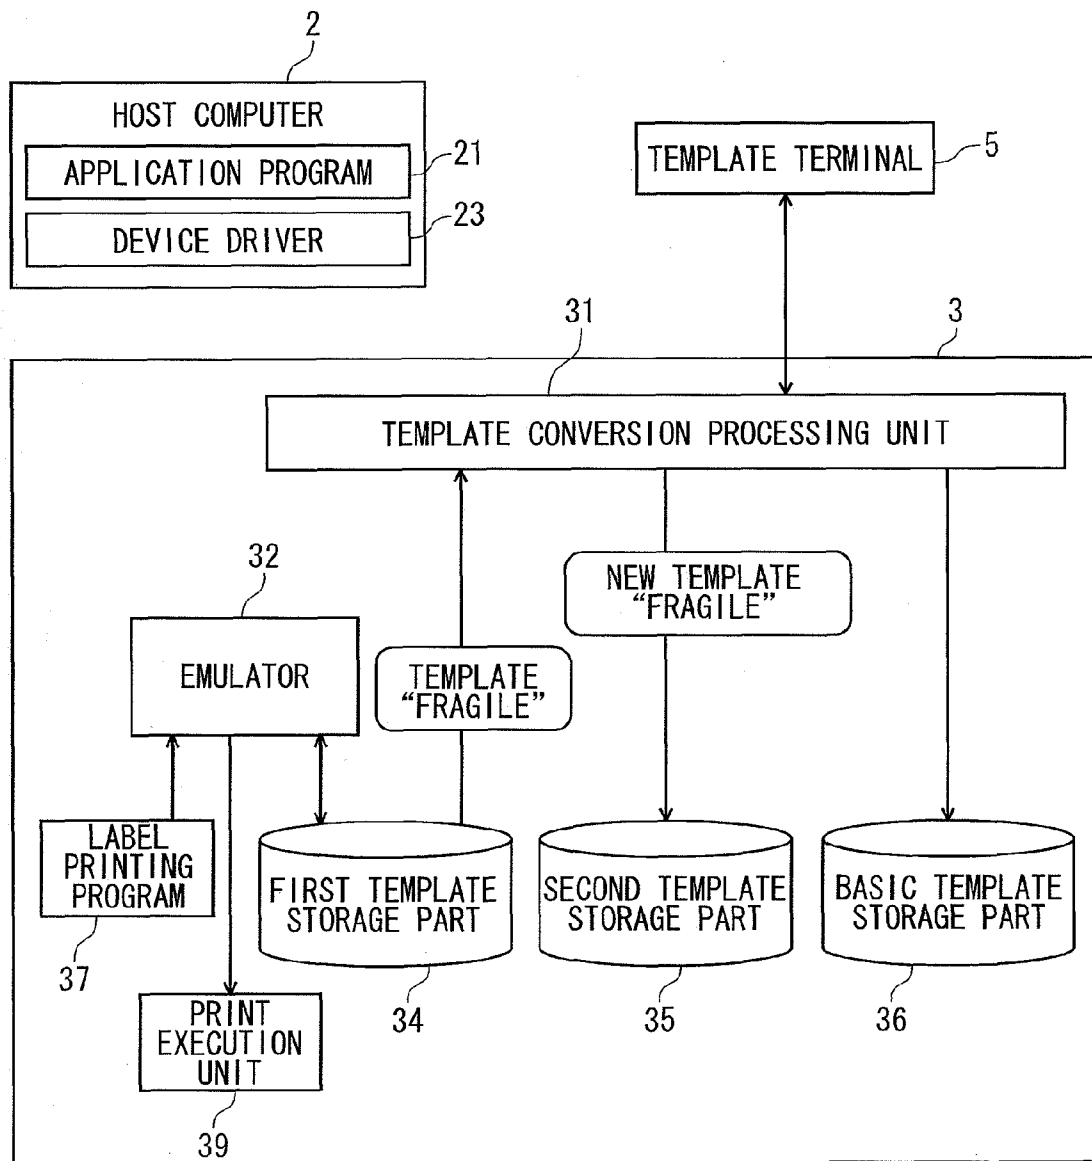 2
HOST COMPUTER
APPLICATION PROGRAM
21
DEVICE DRIVER
23
TEMPLATE TERMINAL
5
31
3
TEMPLATE CONVERSION PROCESSING UNIT
32
EMULATOR
TEMPLATE
“FRAGILE”
NEW TEMPLATE
“FRAGILE”
LABEL
PRINTING
PROGRAM
37
FIRST TEMPLATE
STORAGE PART
34
SECOND TEMPLATE
STORAGE PART
35
BASIC TEMPLATE
STORAGE PART
36
PRINT
EXECUTION
UNIT
39